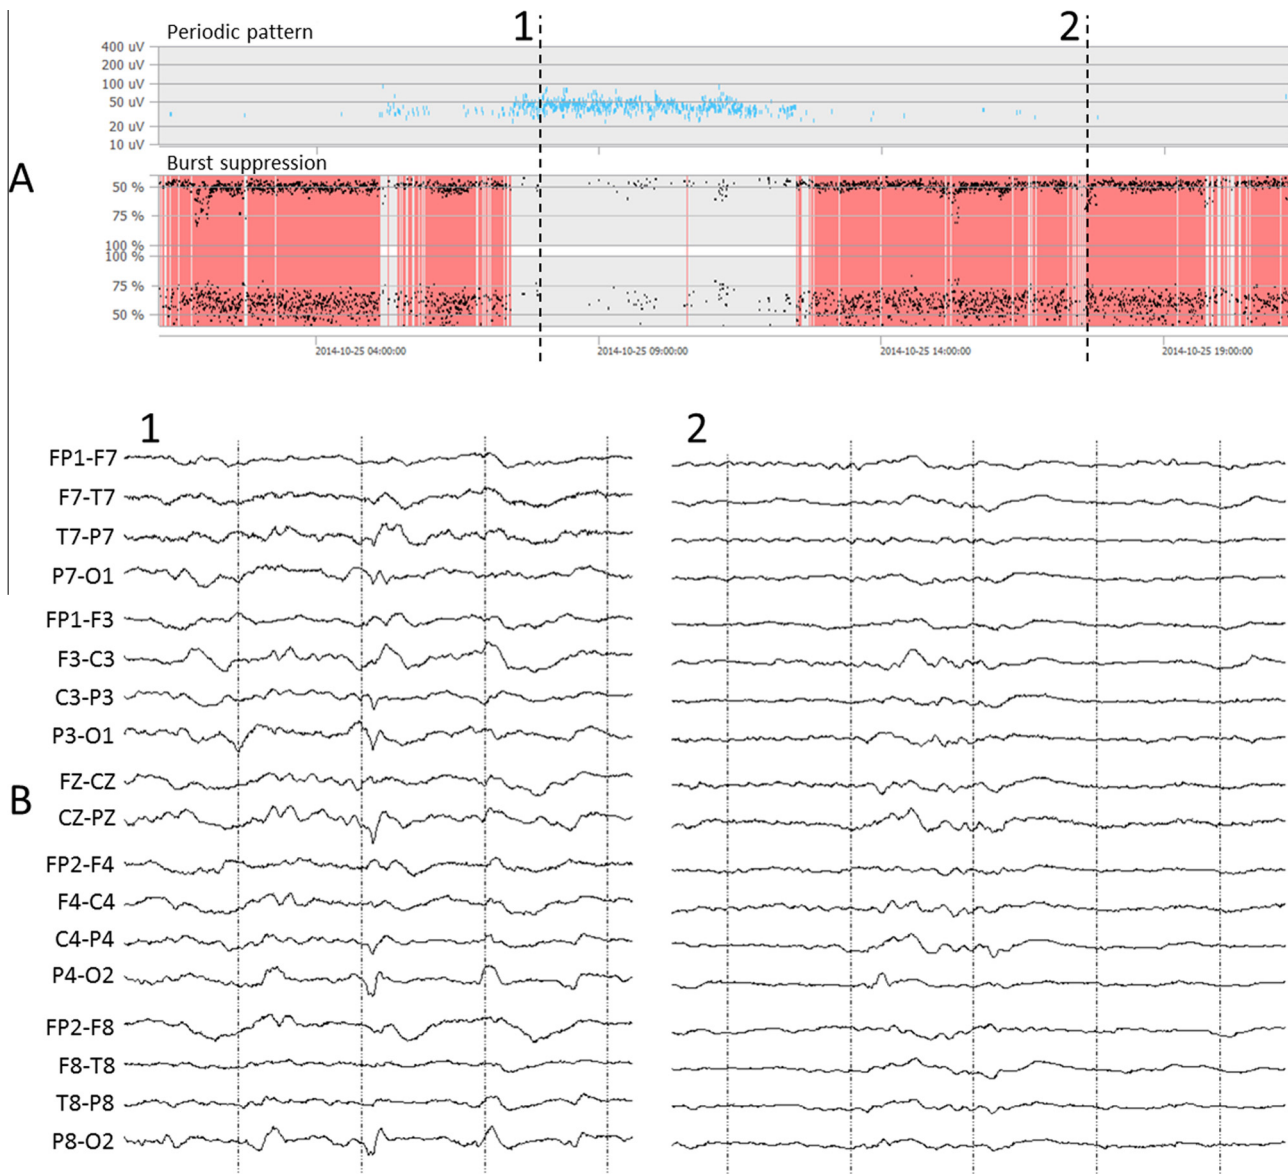 1
2
Periodic pattern
400 uV
200 uV
100 uV
50 uV
20 uV
10 uV
A
Burst suppression
50 %
75 %
100 %
100 %
75 %
50 %
2014-10-25 04:00:00
2014-10-25 09:00:00
2014-10-25 14:00:00
2014-10-25 19:00:00
1
2
FP1-F7
F7-T7
T7-P7
P7-O1
FP1-F3
F3-C3
C3-P3
P3-O1
FZ-CZ
B
CZ-PZ
FP2-F4
F4-C4
C4-P4
P4-O2
FP2-F8
F8-T8
T8-P8
P8-O2